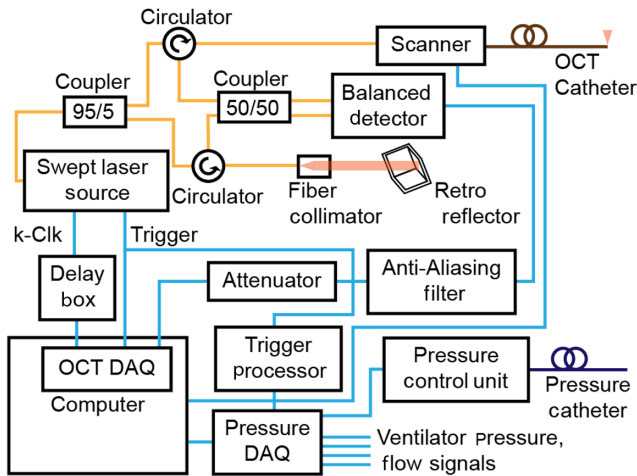 Circulator
Scanner
OCT
Catheter
Coupler
95/5
Coupler
50/50
Balanced
detector
Swept laser
source
Circulator
Fiber
collimator
Retro
reflector
k-Clk
Trigger
Delay
box
Attenuator
Anti-Aliasing
filter
OCT DAQ
Computer
Trigger
processor
Pressure
control unit
Pressure
catheter
Pressure
DAQ
Ventilator Pressure,
flow signals